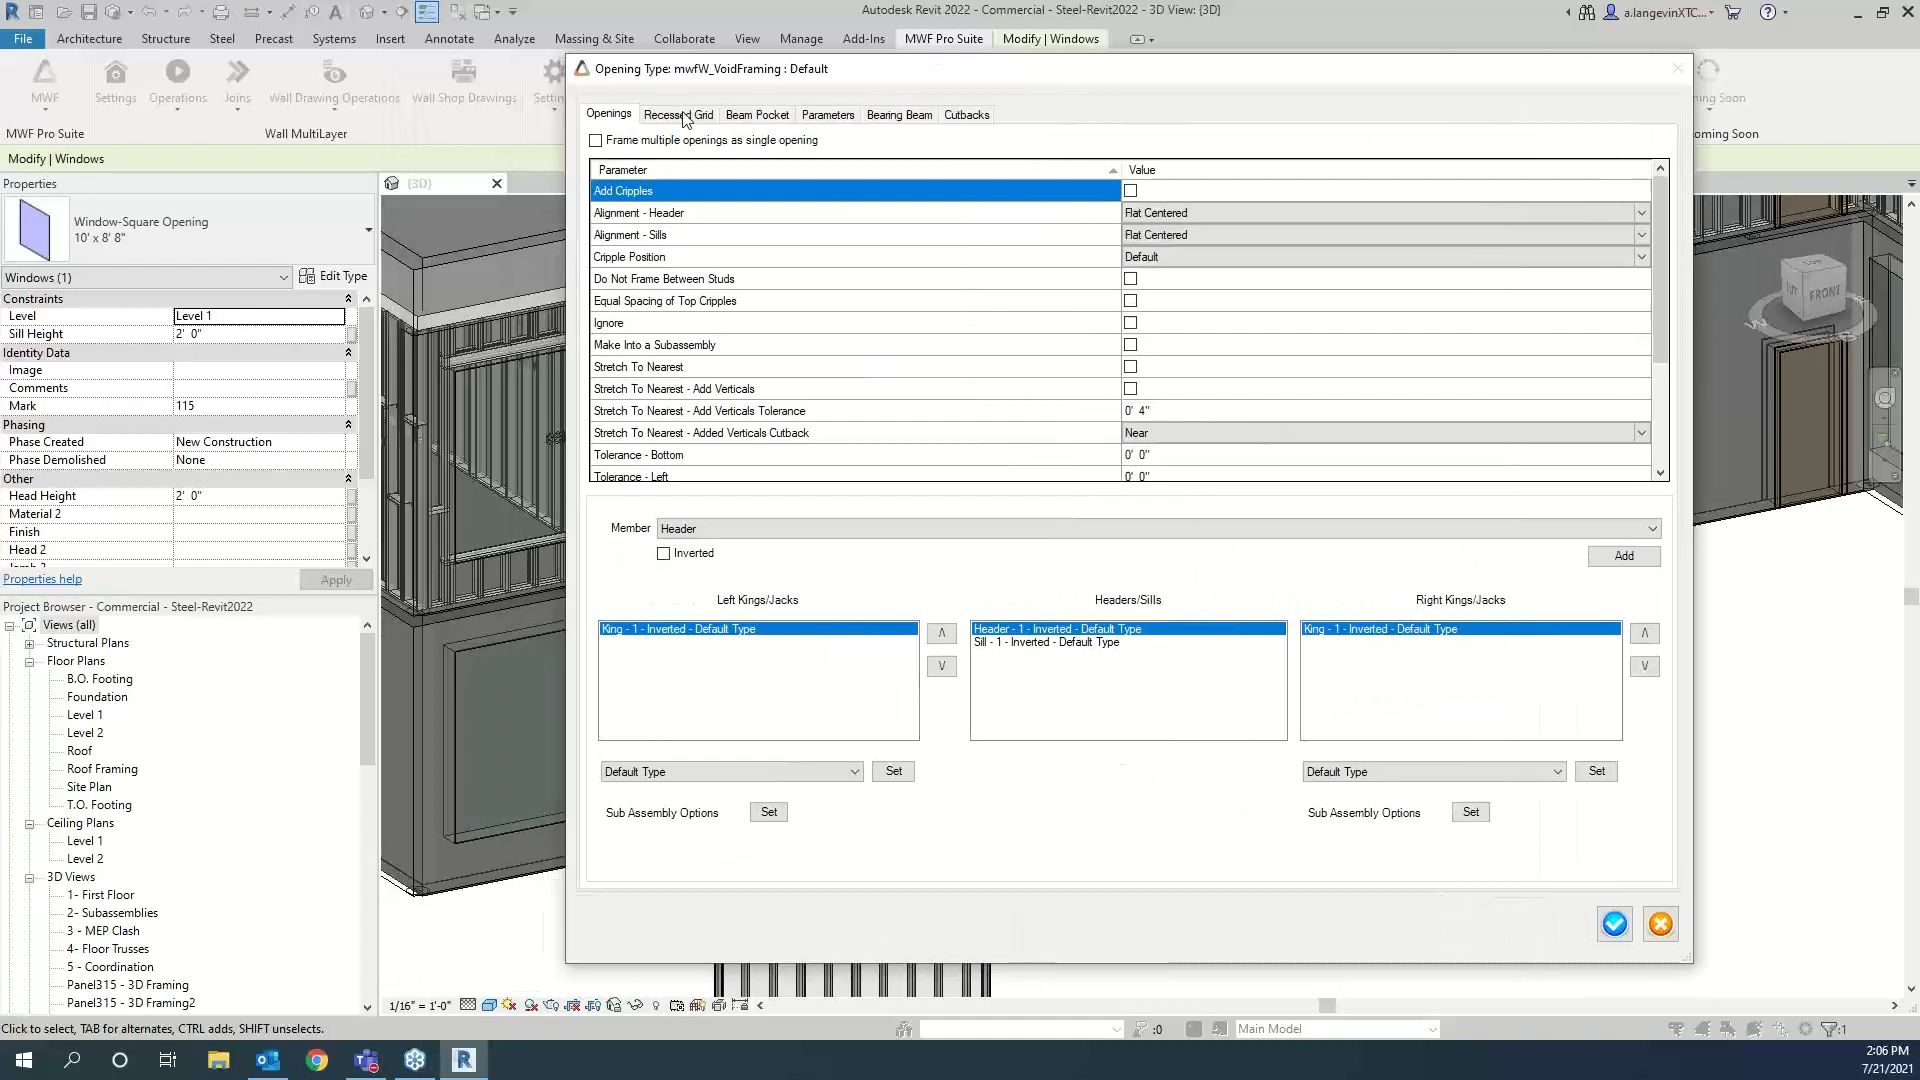 Autodesk Revit 2022 - Commercial - Steel-Revit2022 - 3D View: {3D}
a.langevinXTC...
File Architecture Structure Steel Precast Systems Insert Annotate Analyze Massing & Site Collaborate View Manage Add-Ins MWF Pro Suite Modify | Windows
MWF Settings Operations Joins Wall Drawing Operations Wall Shop Drawings
MWF Pro Suite Wall MultiLayer
Modify | Windows
Properties
{3D}
Window-Square Opening
10' x 8' 8"
Windows (1) Edit Type
Constraints
Level Level 1
Sill Height 2' 0"
Identity Data
Image
Comments
Mark 115
Phasing
Phase Created New Construction
Phase Demolished None
Other
Head Height 2' 0"
Material 2
Finish
Head 2
Properties help Apply
Project Browser - Commercial - Steel-Revit2022
Views (all)
Structural Plans
Floor Plans
B.O. Footing
Foundation
Level 1
Level 2
Roof
Roof Framing
Site Plan
T.O. Footing
Ceiling Plans
Level 1
Level 2
3D Views
1- First Floor
2- Subassemblies
3 - MEP Clash
4- Floor Trusses
5 - Coordination
Panel315 - 3D Framing
Panel315 - 3D Framing2
Opening Type: mwfW_VoidFraming : Default
Openings Recessed Grid Beam Pocket Parameters Bearing Beam Cutbacks
Frame multiple openings as single opening
Parameter Value
Add Cripples
Alignment - Header Flat Centered
Alignment - Sills Flat Centered
Cripple Position Default
Do Not Frame Between Studs
Equal Spacing of Top Cripples
Ignore
Make Into a Subassembly
Stretch To Nearest
Stretch To Nearest - Add Verticals
Stretch To Nearest - Add Verticals Tolerance 0' 4"
Stretch To Nearest - Added Verticals Cutback Near
Tolerance - Bottom 0' 0"
Tolerance - Left 0' 0"
Member Header
Inverted
Add
Left Kings/Jacks Headers/Sills Right Kings/Jacks
King - 1 - Inverted - Default Type
Header - 1 - Inverted - Default Type
Sill - 1 - Inverted - Default Type
King - 1 - Inverted - Default Type
Default Type Set Default Type Set
Sub Assembly Options Set Sub Assembly Options Set
FRONT
1/16" = 1'-0"
Click to select, TAB for alternates, CTRL adds, SHIFT unselects.
:0 Main Model :1
2:06 PM
7/21/2021